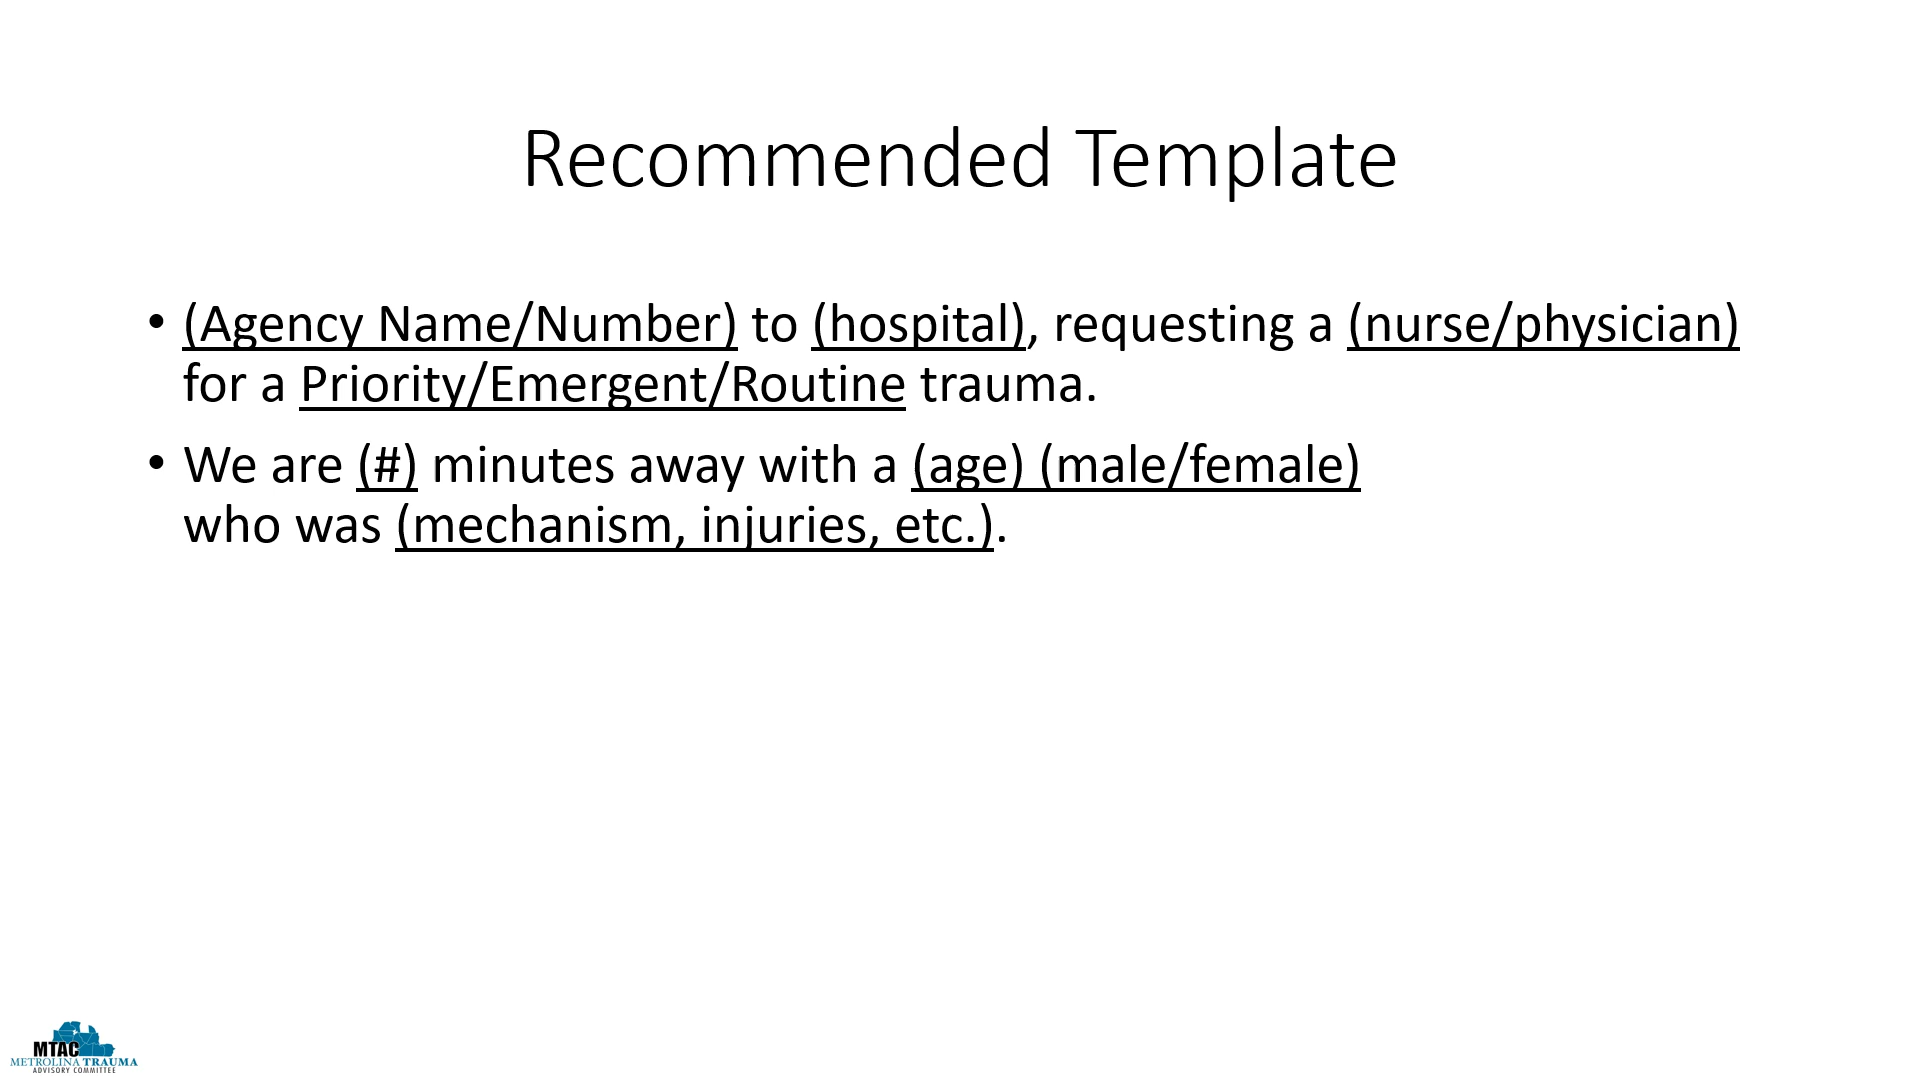 Recommended Template
• (Agency Name/Number) to (hospital), requesting a (nurse/physician)
for a Priority/Emergent/Routine trauma.
• We are (#) minutes away with a (age) (male/female)
who was (mechanism, injuries, etc.).
MTAC
METROLINA TRAUMA
ADVISORY COMMITTEE